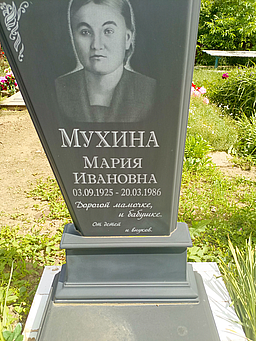 МУХИНА
МАРИЯ
ИВАНОВНА
03.09.1925 - 20.03.1986
Дорогой мамочке,
и бабушке.
От детей
и внуков.